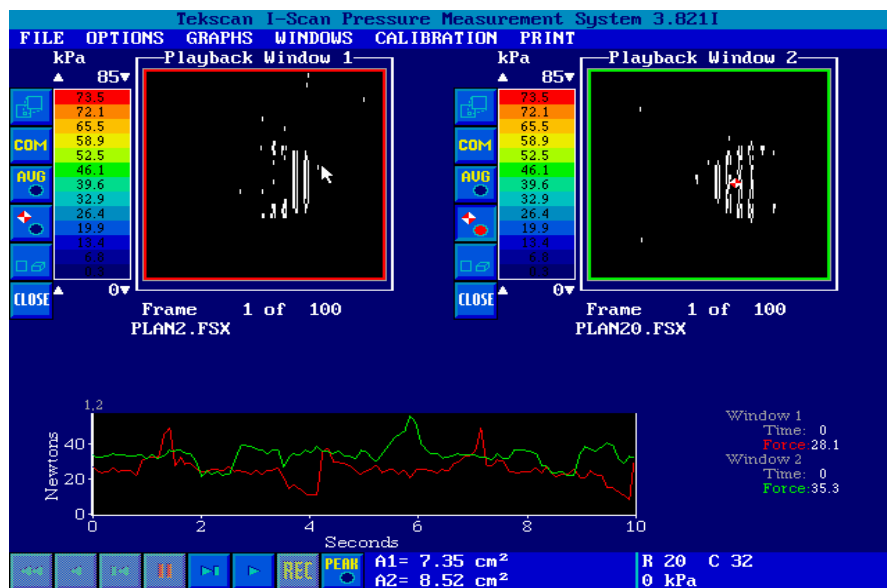 Tekscan I-Scan Pressure Measurement System 3.821I
FILE OPTIONS GRAPHS WINDOWS CALIBRATION PRINT
kPa
85
Playback Window 1
73.5
72.1
65.5
58.9
52.5
46.1
39.6
32.9
26.4
19.9
13.4
6.8
0.3
0
COM
AVG
CLOSE
Frame 1 of 100
PLAN2.FSX
kPa
85
Playback Window 2
73.5
72.1
65.5
58.9
52.5
46.1
39.6
32.9
26.4
19.9
13.4
6.8
0.3
0
COM
AVG
CLOSE
Frame 1 of 100
PLAN20.FSX
1,2
Newtons
40
20
0
0 2 4 6 8 10
Seconds
Window 1
Time: 0
Force:28.1
Window 2
Time: 0
Force:35.3
REC
PEAK
A1= 7.35 cm²
A2= 8.52 cm²
R 20 C 32
0 kPa